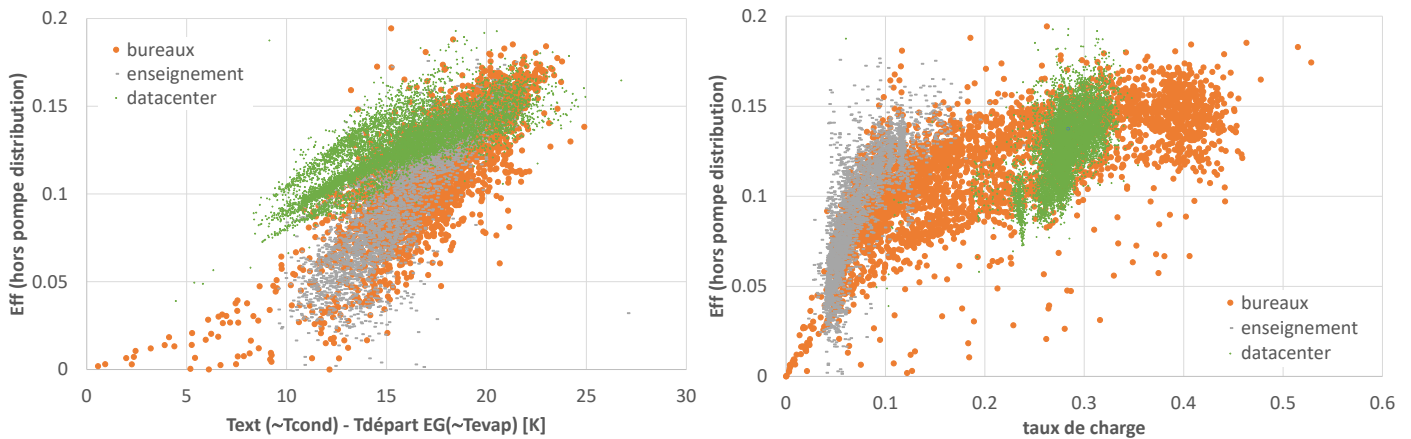 Eff (hors pompe distribution)
0.2
0.15
0.1
0.05
0
bureaux
enseignement
datacenter
0 5 10 15 20 25 30
Text (~Tcond) - Tdépart EG(~Tevap) [K]
Eff (hors pompe distribution)
0.2
0.15
0.1
0.05
0
bureaux
enseignement
datacenter
0 0.1 0.2 0.3 0.4 0.5 0.6
taux de charge